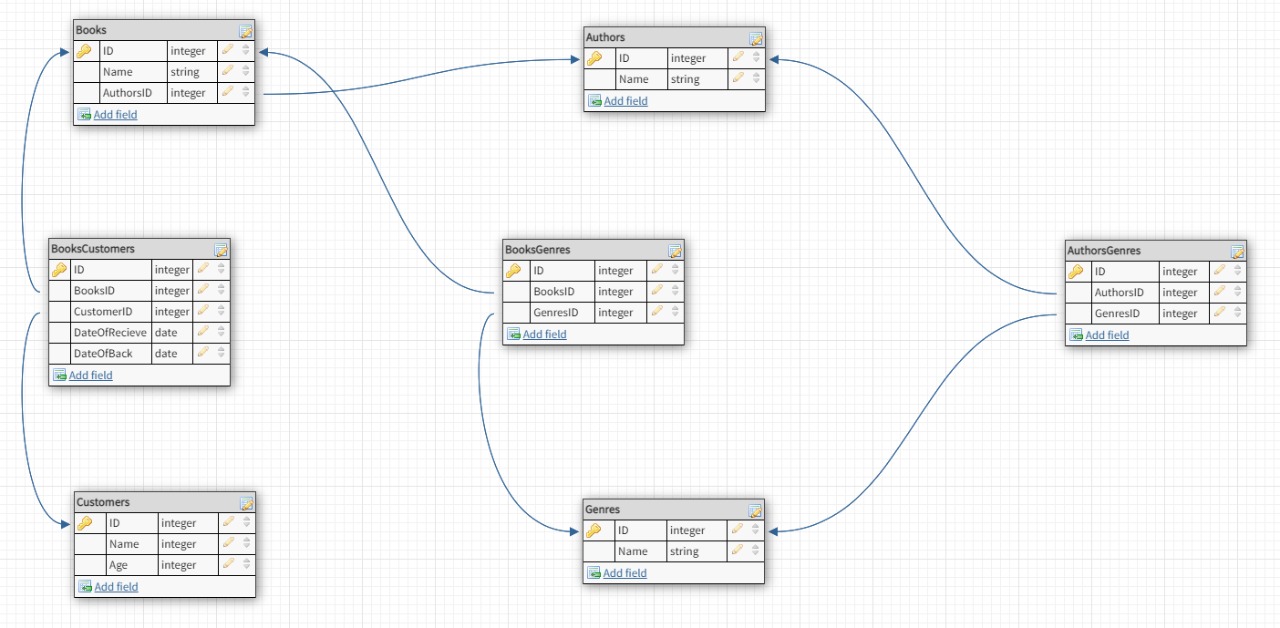 Books
ID integer
Name string
AuthorsID integer
Add field
Authors
ID integer
Name string
Add field
BooksCustomers
ID integer
BooksID integer
CustomerID integer
DateOfRecieve date
DateOfBack date
Add field
BooksGenres
ID integer
BooksID integer
GenresID integer
Add field
AuthorsGenres
ID integer
AuthorsID integer
GenresID integer
Add field
Customers
ID integer
Name integer
Age integer
Add field
Genres
ID integer
Name string
Add field